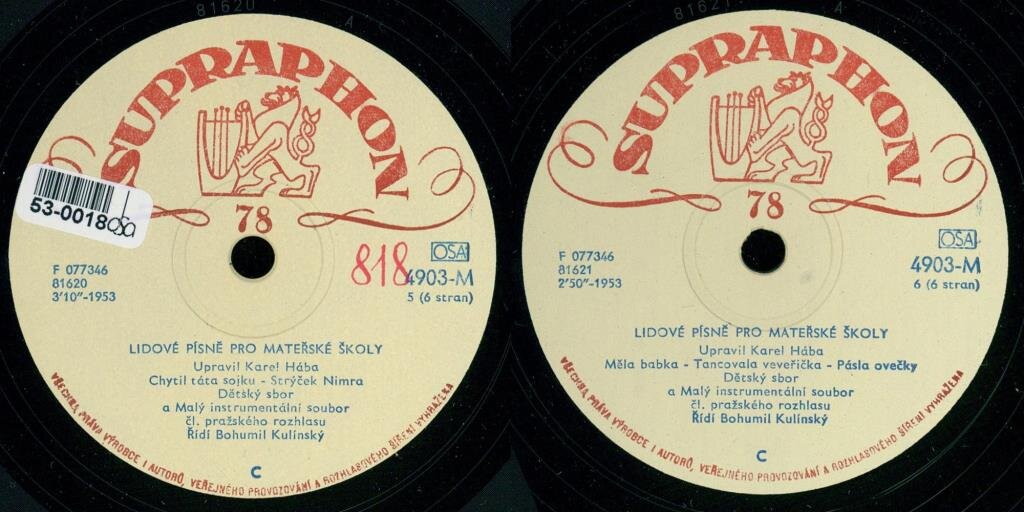 81620 A
SUPRAPHON
78
53-0018
OSA
818
OSA
F 077346
81620
3'10"-1953
4903-M
5 (6 stran)
LIDOVÉ PÍSNĚ PRO MATEŘSKÉ ŠKOLY
Upravil Karel Hába
Chytil táta sojku - Strýček Nimra
Dětský sbor
a Malý instrumentální soubor
čl. pražského rozhlasu
Řídí Bohumil Kulínský
C
VŠECHNA PRÁVA VÝROBCE I AUTORŮ, VEŘEJNÉHO PROVOZOVÁNÍ A ROZHLASOVÉHO ŠÍŘENÍ VYHRAŽENA
81621 A
SUPRAPHON
78
OSA
F 077346
81621
2'50"-1953
4903-M
6 (6 stran)
LIDOVÉ PÍSNĚ PRO MATEŘSKÉ ŠKOLY
Upravil Karel Hába
Měla babka - Tancovala veveřička - Pásla ovečky
Dětský sbor
a Malý instrumentální soubor
čl. pražského rozhlasu
Řídí Bohumil Kulínský
C
VŠECHNA PRÁVA VÝROBCE I AUTORŮ, VEŘEJNÉHO PROVOZOVÁNÍ A ROZHLASOVÉHO ŠÍŘENÍ VYHRAŽENA